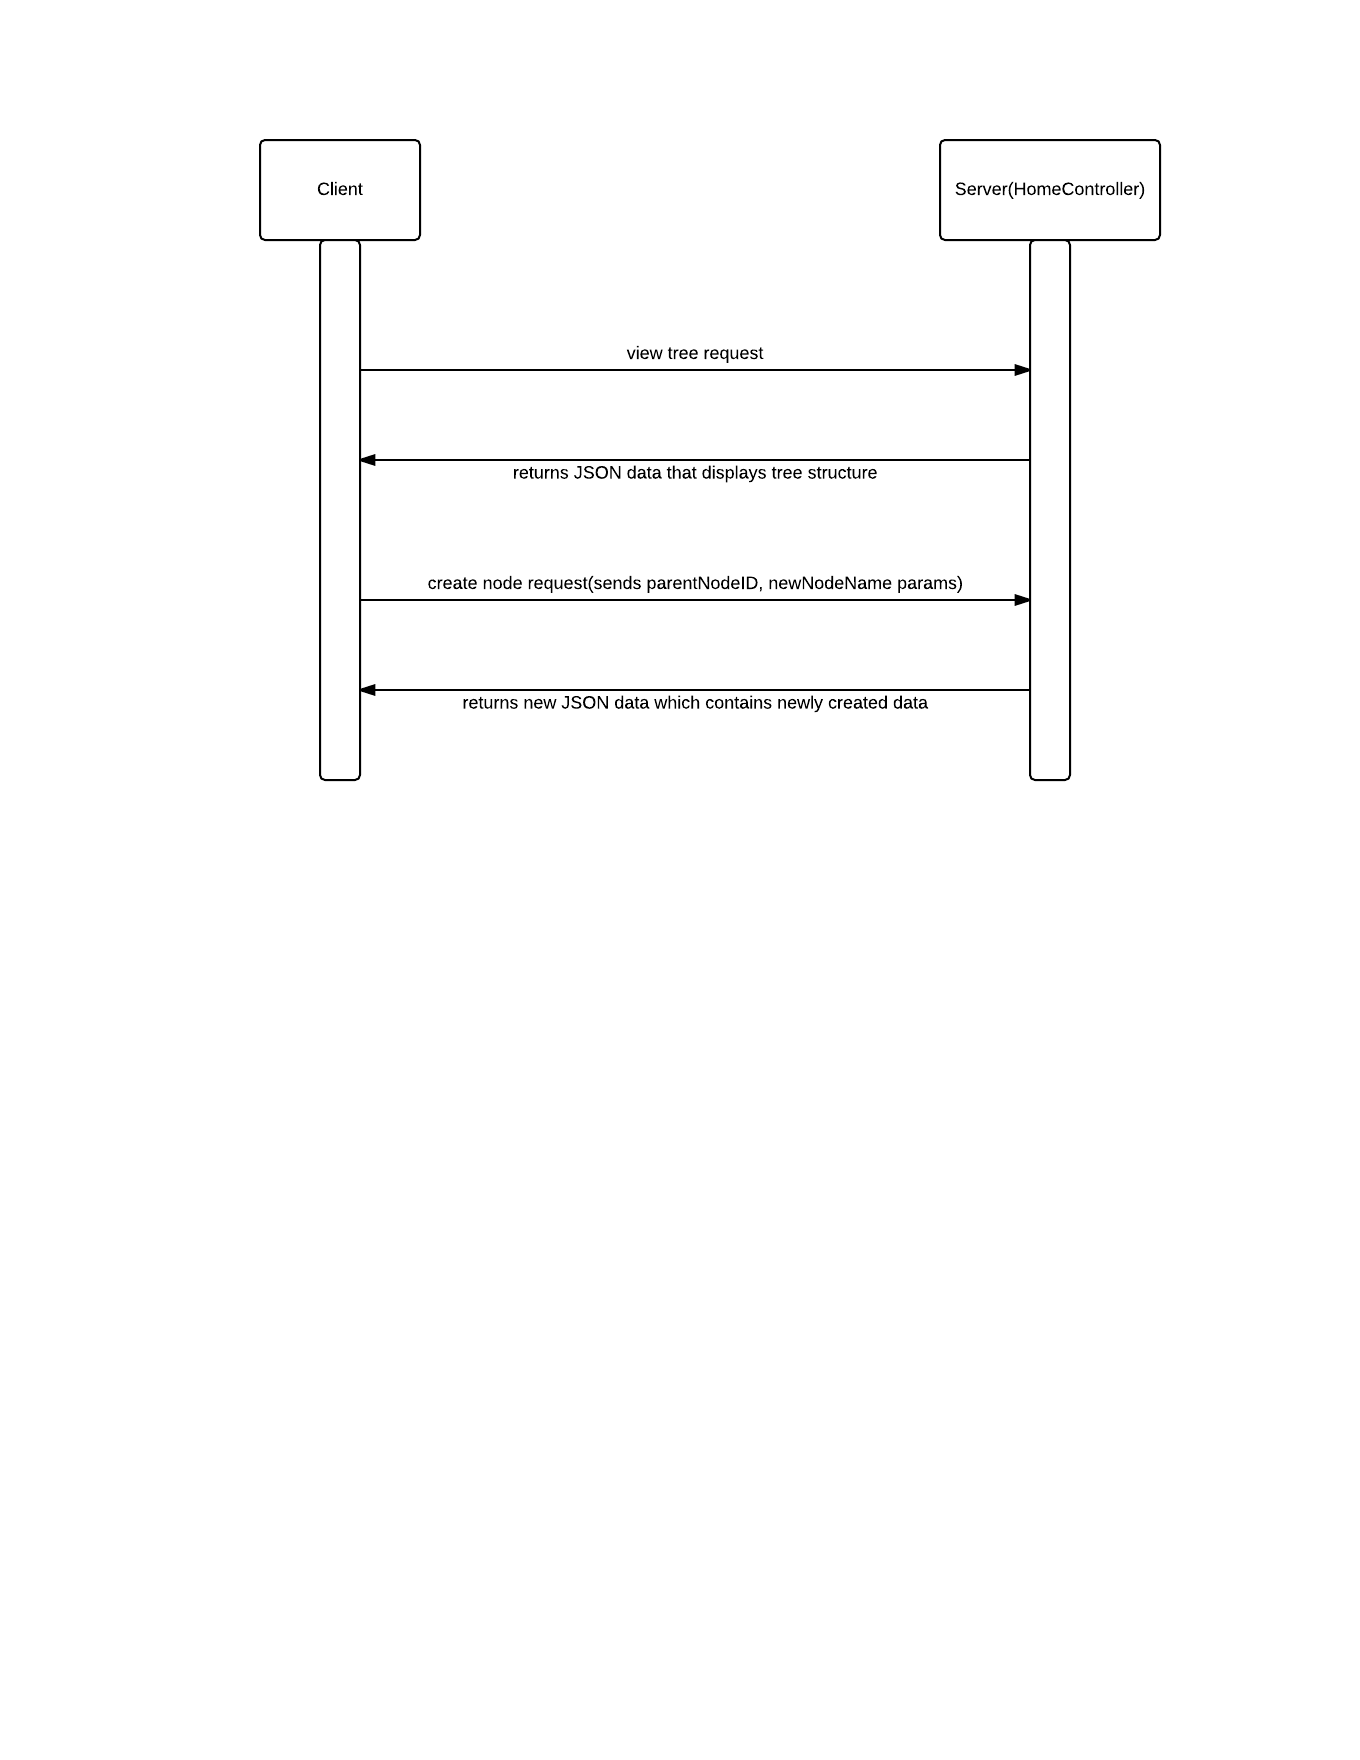 Client
Server(HomeController)
view tree request
returns JSON data that displays tree structure
create node request(sends parentNodeID, newNodeName params)
returns new JSON data which contains newly created data